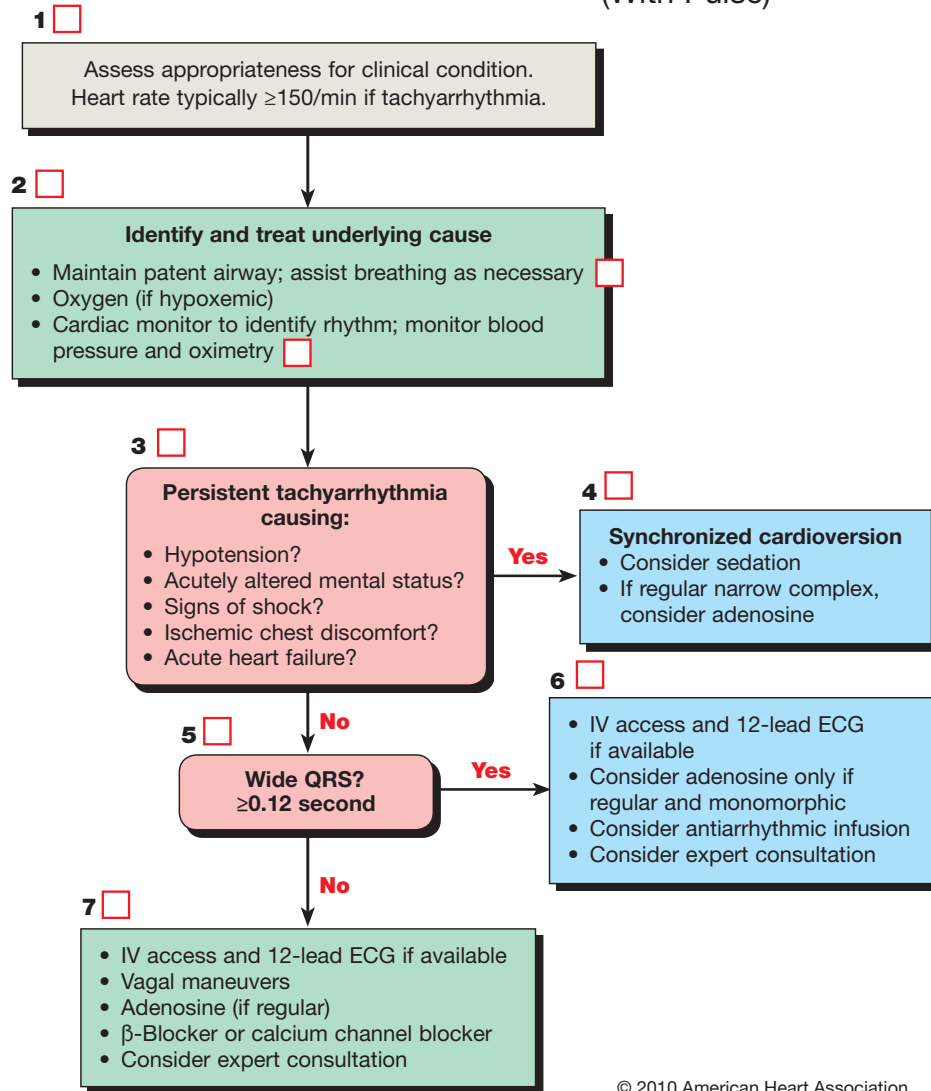 (With Pulse)
1
Assess appropriateness for clinical condition.
Heart rate typically ≥150/min if tachyarrhythmia.
2
Identify and treat underlying cause
• Maintain patent airway; assist breathing as necessary
• Oxygen (if hypoxemic)
• Cardiac monitor to identify rhythm; monitor blood
pressure and oximetry
3
Persistent tachyarrhythmia
causing:
• Hypotension?
• Acutely altered mental status?
• Signs of shock?
• Ischemic chest discomfort?
• Acute heart failure?
Yes
4
Synchronized cardioversion
• Consider sedation
• If regular narrow complex,
consider adenosine
No
5
Wide QRS?
≥0.12 second
Yes
6
• IV access and 12-lead ECG
if available
• Consider adenosine only if
regular and monomorphic
• Consider antiarrhythmic infusion
• Consider expert consultation
No
7
• IV access and 12-lead ECG if available
• Vagal maneuvers
• Adenosine (if regular)
• β-Blocker or calcium channel blocker
• Consider expert consultation
© 2010 American Heart Association